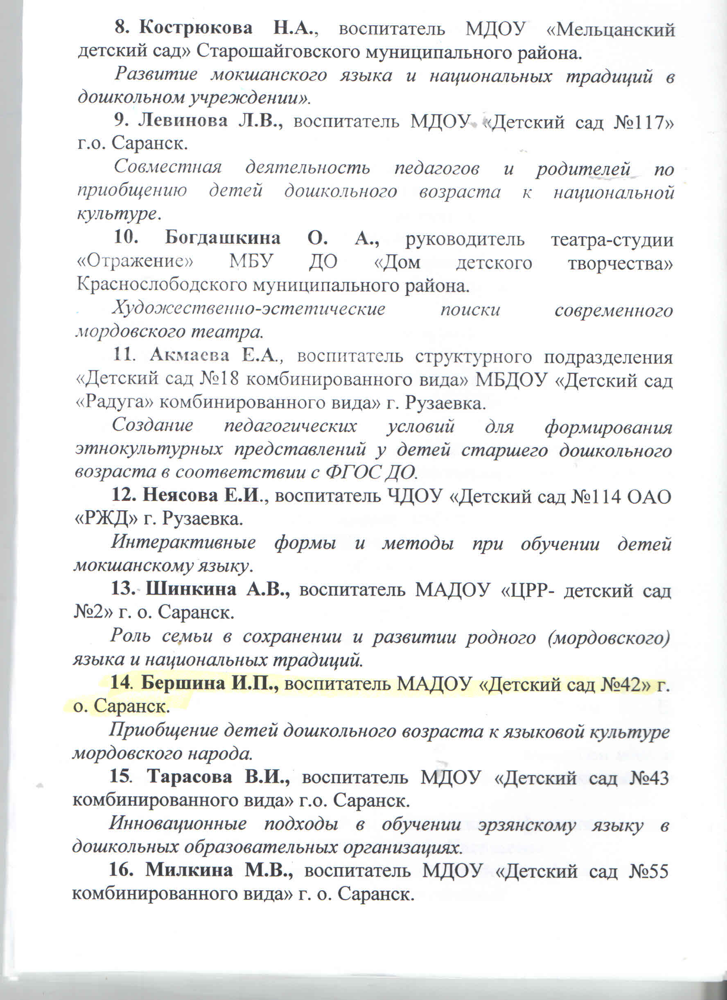 8. Кострюкова Н.А., воспитатель МДОУ «Мельцанский
детский сад» Старошайговского муниципального района.
Развитие мокшанского языка и национальных традиций в
дошкольном учреждении».
9. Левинова Л.В., воспитатель МДОУ «Детский сад №117»
г.о. Саранск.
Совместная деятельность педагогов и родителей по
приобщению детей дошкольного возраста к национальной
культуре.
10. Богдашкина О. А., руководитель театра-студии
«Отражение» МБУ ДО «Дом детского творчества»
Краснослободского муниципального района.
Художественно-эстетические поиски современного
мордовского театра.
11. Акмаева Е.А., воспитатель структурного подразделения
«Детский сад №18 комбинированного вида» МБДОУ «Детский сад
«Радуга» комбинированного вида» г. Рузаевка.
Создание педагогических условий для формирования
этнокультурных представлений у детей старшего дошкольного
возраста в соответствии с ФГОС ДО.
12. Неясова Е.И., воспитатель ЧДОУ «Детский сад №114 ОАО
«РЖД» г. Рузаевка.
Интерактивные формы и методы при обучении детей
мокшанскому языку.
13. Шинкина А.В., воспитатель МАДОУ «ЦРР- детский сад
№2» г. о. Саранск.
Роль семьи в сохранении и развитии родного (мордовского)
языка и национальных традиций.
14. Бершина И.П., воспитатель МАДОУ «Детский сад №42» г.
о. Саранск.
Приобщение детей дошкольного возраста к языковой культуре
мордовского народа.
15. Тарасова В.И., воспитатель МДОУ «Детский сад №43
комбинированного вида» г.о. Саранск.
Инновационные подходы в обучении эрзянскому языку в
дошкольных образовательных организациях.
16. Милкина М.В., воспитатель МДОУ «Детский сад №55
комбинированного вида» г. о. Саранск.